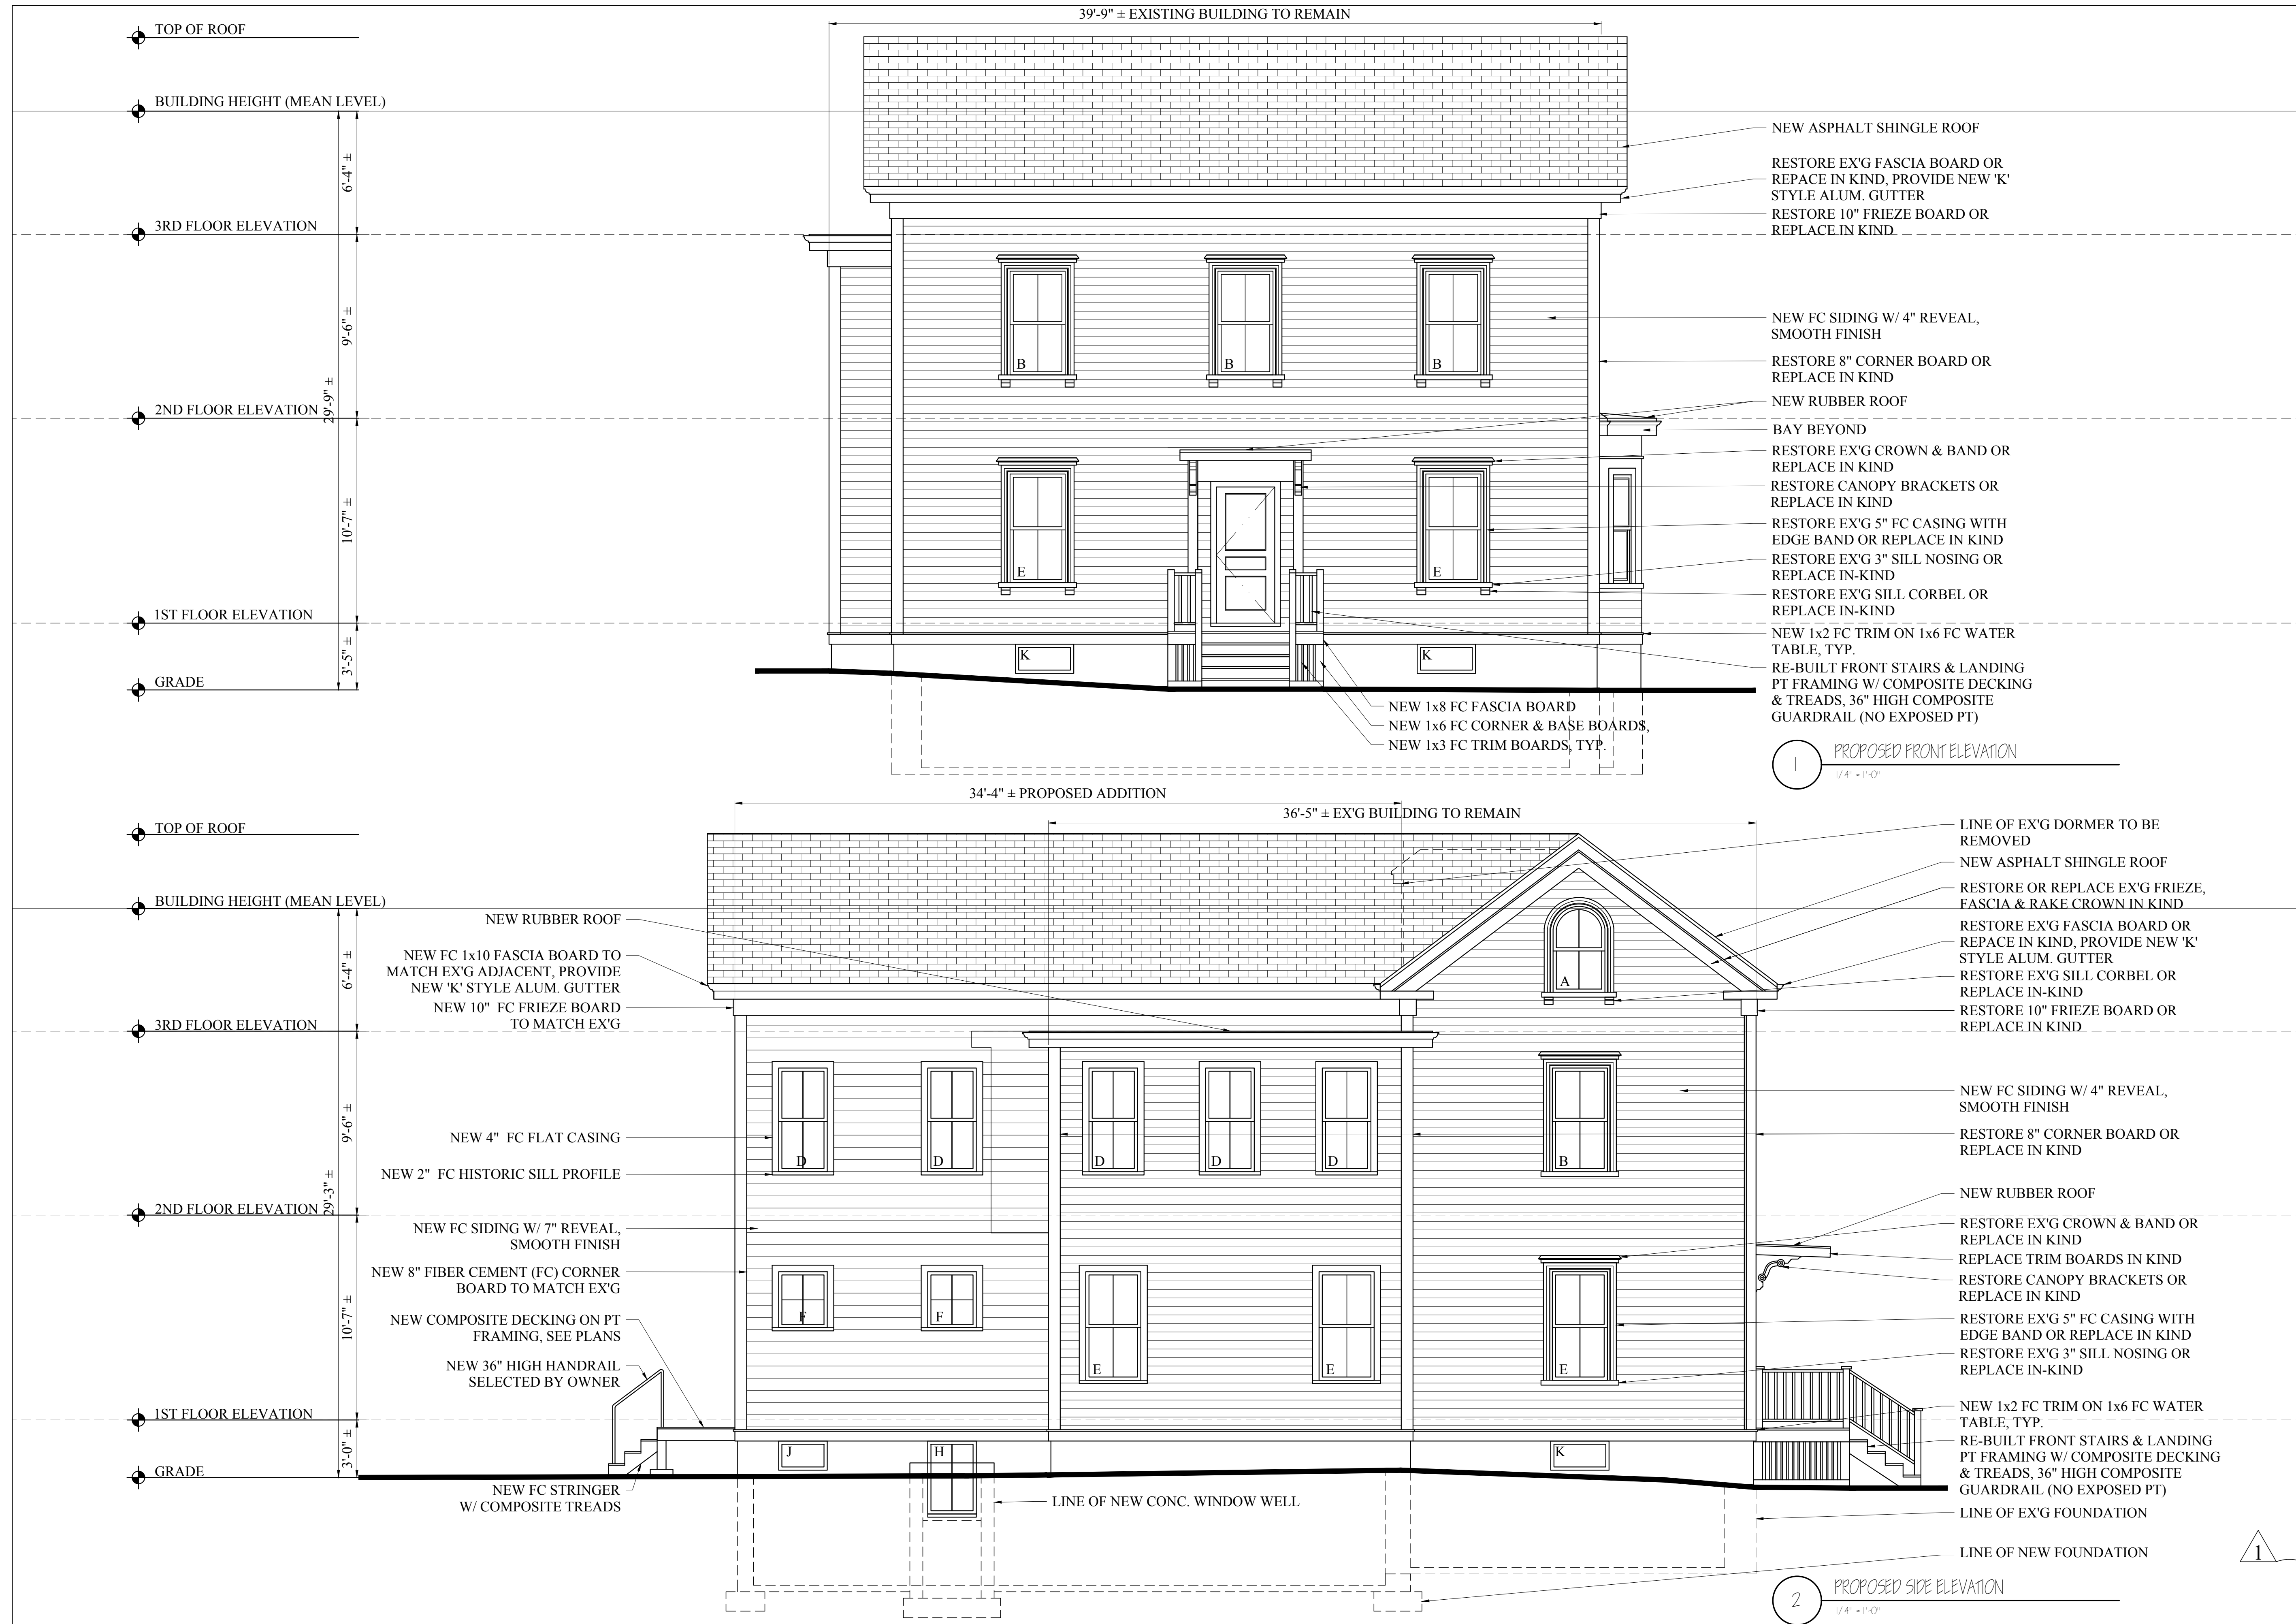 39'-9" ± EXISTING BUILDING TO REMAIN
TOP OF ROOF
BUILDING HEIGHT (MEAN LEVEL)
6'-4" ±
3RD FLOOR ELEVATION
9'-6" ±
29'-9" ±
2ND FLOOR ELEVATION
10'-7" ±
1ST FLOOR ELEVATION
3'-5" ±
GRADE
B
B
B
E
E
K
K
NEW ASPHALT SHINGLE ROOF
RESTORE EX'G FASCIA BOARD OR
REPACE IN KIND, PROVIDE NEW 'K'
STYLE ALUM. GUTTER
RESTORE 10" FRIEZE BOARD OR
REPLACE IN KIND
NEW FC SIDING W/ 4" REVEAL,
SMOOTH FINISH
RESTORE 8" CORNER BOARD OR
REPLACE IN KIND
NEW RUBBER ROOF
BAY BEYOND
RESTORE EX'G CROWN & BAND OR
REPLACE IN KIND
RESTORE CANOPY BRACKETS OR
REPLACE IN KIND
RESTORE EX'G 5" FC CASING WITH
EDGE BAND OR REPLACE IN KIND
RESTORE EX'G 3" SILL NOSING OR
REPLACE IN-KIND
RESTORE EX'G SILL CORBEL OR
REPLACE IN-KIND
NEW 1x2 FC TRIM ON 1x6 FC WATER
TABLE, TYP.
RE-BUILT FRONT STAIRS & LANDING
PT FRAMING W/ COMPOSITE DECKING
& TREADS, 36" HIGH COMPOSITE
GUARDRAIL (NO EXPOSED PT)
NEW 1x8 FC FASCIA BOARD
NEW 1x6 FC CORNER & BASE BOARDS,
NEW 1x3 FC TRIM BOARDS, TYP.
1
PROPOSED FRONT ELEVATION
1/4" = 1'-0"
34'-4" ± PROPOSED ADDITION
36'-5" ± EX'G BUILDING TO REMAIN
TOP OF ROOF
BUILDING HEIGHT (MEAN LEVEL)
6'-4" ±
3RD FLOOR ELEVATION
9'-6" ±
29'-3" ±
2ND FLOOR ELEVATION
10'-7" ±
1ST FLOOR ELEVATION
3'-0" ±
GRADE
NEW RUBBER ROOF
NEW FC 1x10 FASCIA BOARD TO
MATCH EX'G ADJACENT, PROVIDE
NEW 'K' STYLE ALUM. GUTTER
NEW 10" FC FRIEZE BOARD
TO MATCH EX'G
NEW 4" FC FLAT CASING
NEW 2" FC HISTORIC SILL PROFILE
NEW FC SIDING W/ 7" REVEAL,
SMOOTH FINISH
NEW 8" FIBER CEMENT (FC) CORNER
BOARD TO MATCH EX'G
NEW COMPOSITE DECKING ON PT
FRAMING, SEE PLANS
NEW 36" HIGH HANDRAIL
SELECTED BY OWNER
NEW FC STRINGER
W/ COMPOSITE TREADS
A
D
D
D
D
D
B
F
F
E
E
E
J
H
K
LINE OF NEW CONC. WINDOW WELL
LINE OF EX'G DORMER TO BE
REMOVED
NEW ASPHALT SHINGLE ROOF
RESTORE OR REPLACE EX'G FRIEZE,
FASCIA & RAKE CROWN IN KIND
RESTORE EX'G FASCIA BOARD OR
REPACE IN KIND, PROVIDE NEW 'K'
STYLE ALUM. GUTTER
RESTORE EX'G SILL CORBEL OR
REPLACE IN-KIND
RESTORE 10" FRIEZE BOARD OR
REPLACE IN KIND
NEW FC SIDING W/ 4" REVEAL,
SMOOTH FINISH
RESTORE 8" CORNER BOARD OR
REPLACE IN KIND
NEW RUBBER ROOF
RESTORE EX'G CROWN & BAND OR
REPLACE IN KIND
REPLACE TRIM BOARDS IN KIND
RESTORE CANOPY BRACKETS OR
REPLACE IN KIND
RESTORE EX'G 5" FC CASING WITH
EDGE BAND OR REPLACE IN KIND
RESTORE EX'G 3" SILL NOSING OR
REPLACE IN-KIND
NEW 1x2 FC TRIM ON 1x6 FC WATER
TABLE, TYP.
RE-BUILT FRONT STAIRS & LANDING
PT FRAMING W/ COMPOSITE DECKING
& TREADS, 36" HIGH COMPOSITE
GUARDRAIL (NO EXPOSED PT)
LINE OF EX'G FOUNDATION
LINE OF NEW FOUNDATION
1
2
PROPOSED SIDE ELEVATION
1/4" = 1'-0"